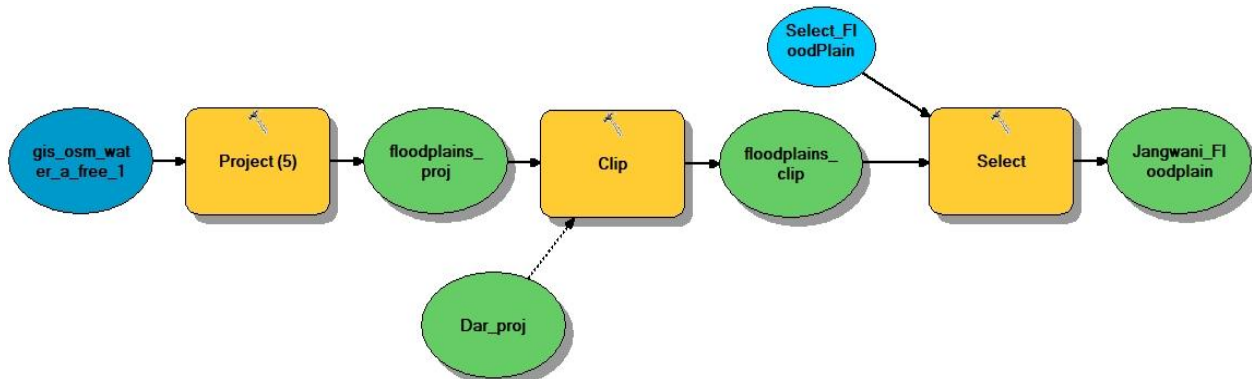 Select_Fl
oodPlain
gis_osm_wat
er_a_free_1
Project (5)
floodplains_
proj
Clip
floodplains_
clip
Select
Jangwani_Fl
oodplain
Dar_proj